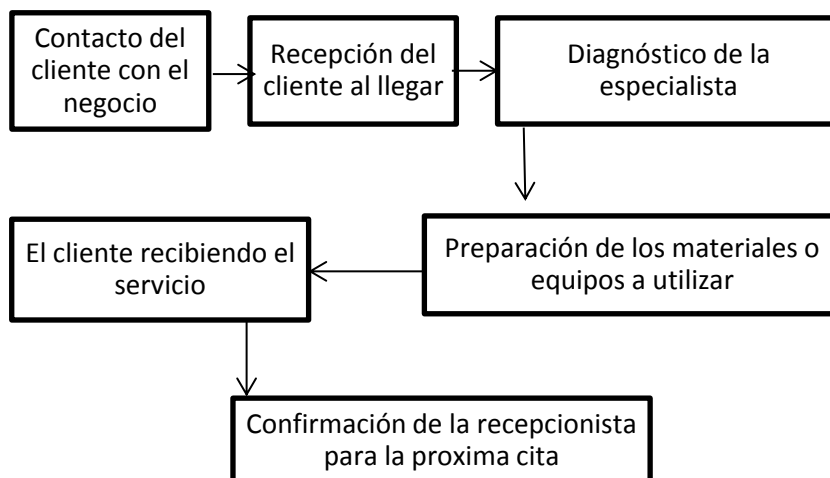 Contacto del
cliente con el
negocio
Recepción del
cliente al llegar
Diagnóstico de la
especialista
El cliente recibiendo el
servicio
Preparación de los materiales o
equipos a utilizar
Confirmación de la recepcionista
para la proxima cita